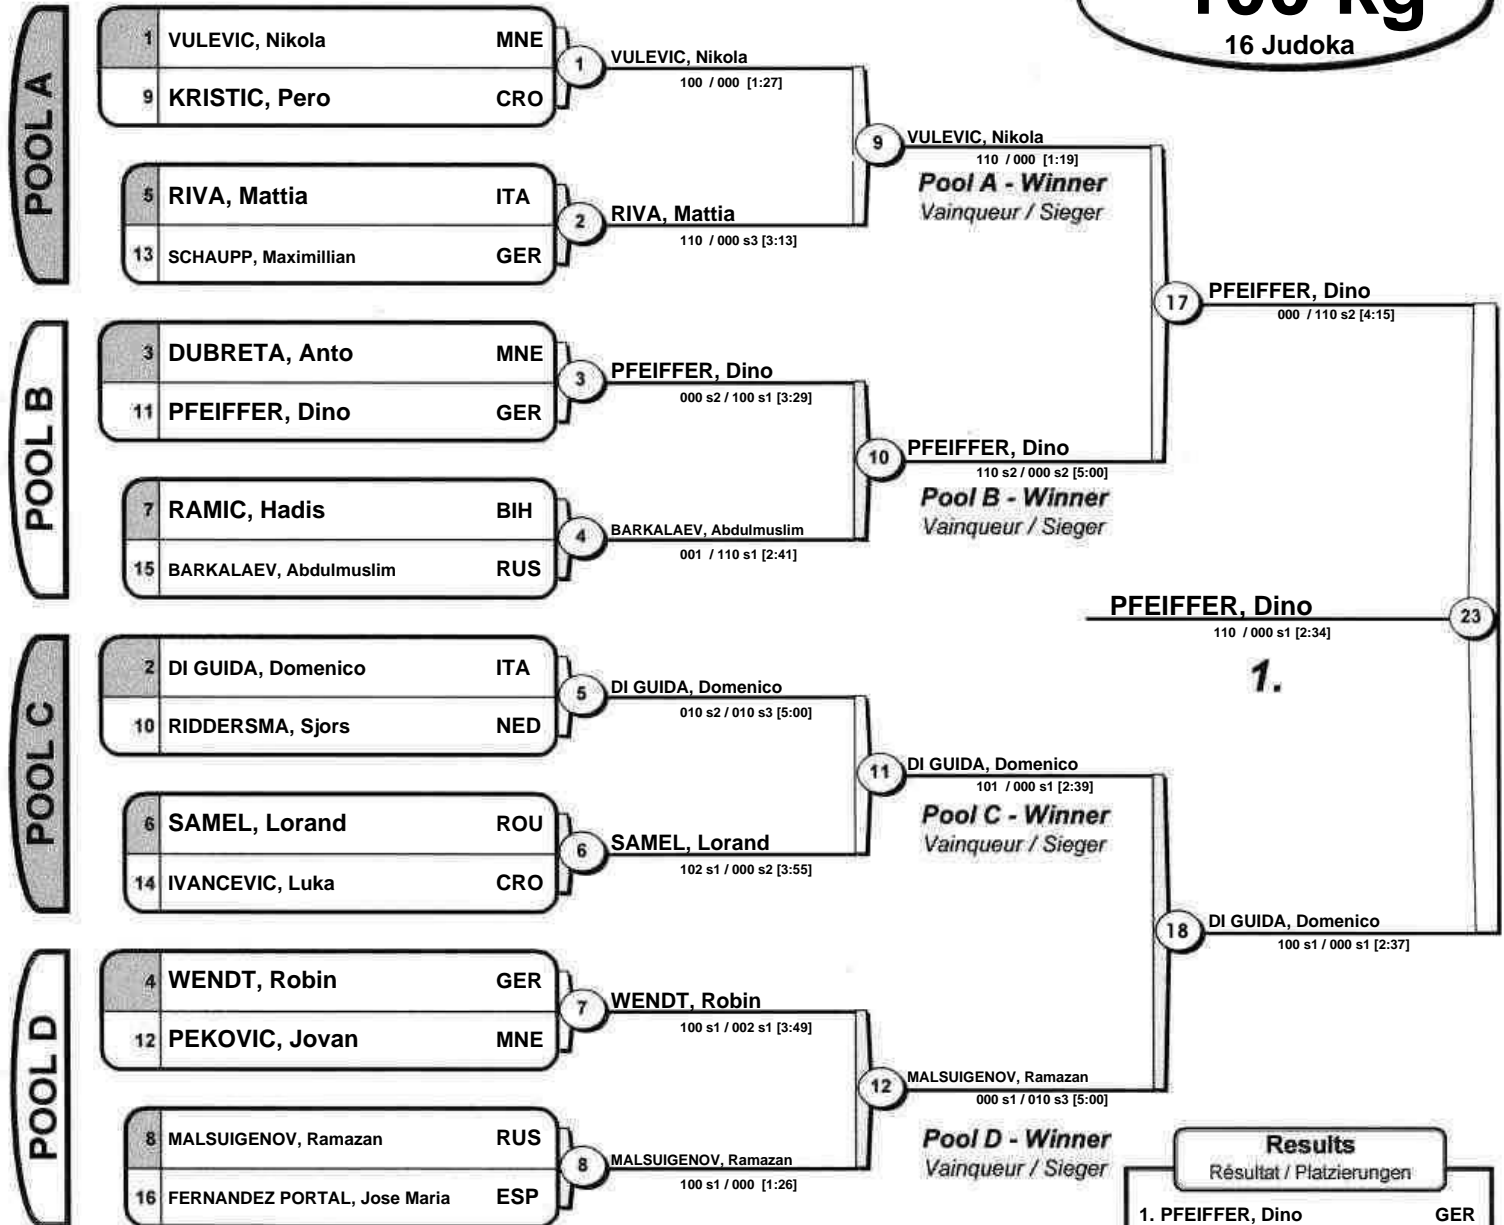 100 kg
16 Judoka
POOL A
1 VULEVIC, Nikola MNE
9 KRISTIC, Pero CRO
1
VULEVIC, Nikola
100 / 000 [1:27]
5 RIVA, Mattia ITA
13 SCHAUPP, Maximillian GER
2
RIVA, Mattia
110 / 000 s3 [3:13]
9
VULEVIC, Nikola
110 / 000 [1:19]
Pool A - Winner
Vainqueur / Sieger
POOL B
3 DUBRETA, Anto MNE
11 PFEIFFER, Dino GER
3
PFEIFFER, Dino
000 s2 / 100 s1 [3:29]
7 RAMIC, Hadis BIH
15 BARKALAEV, Abdulmuslim RUS
4
BARKALAEV, Abdulmuslim
001 / 110 s1 [2:41]
10
PFEIFFER, Dino
110 s2 / 000 s2 [5:00]
Pool B - Winner
Vainqueur / Sieger
17
PFEIFFER, Dino
000 / 110 s2 [4:15]
PFEIFFER, Dino
23
110 / 000 s1 [2:34]
1.
POOL C
2 DI GUIDA, Domenico ITA
10 RIDDERSMA, Sjors NED
5
DI GUIDA, Domenico
010 s2 / 010 s3 [5:00]
6 SAMEL, Lorand ROU
14 IVANCEVIC, Luka CRO
6
SAMEL, Lorand
102 s1 / 000 s2 [3:55]
11
DI GUIDA, Domenico
101 / 000 s1 [2:39]
Pool C - Winner
Vainqueur / Sieger
POOL D
4 WENDT, Robin GER
12 PEKOVIC, Jovan MNE
7
WENDT, Robin
100 s1 / 002 s1 [3:49]
8 MALSUIGENOV, Ramazan RUS
16 FERNANDEZ PORTAL, Jose Maria ESP
8
MALSUIGENOV, Ramazan
100 s1 / 000 [1:26]
12
MALSUIGENOV, Ramazan
000 s1 / 010 s3 [5:00]
Pool D - Winner
Vainqueur / Sieger
18
DI GUIDA, Domenico
100 s1 / 000 s1 [2:37]
Results
Résultat / Platzierungen
1. PFEIFFER, Dino GER